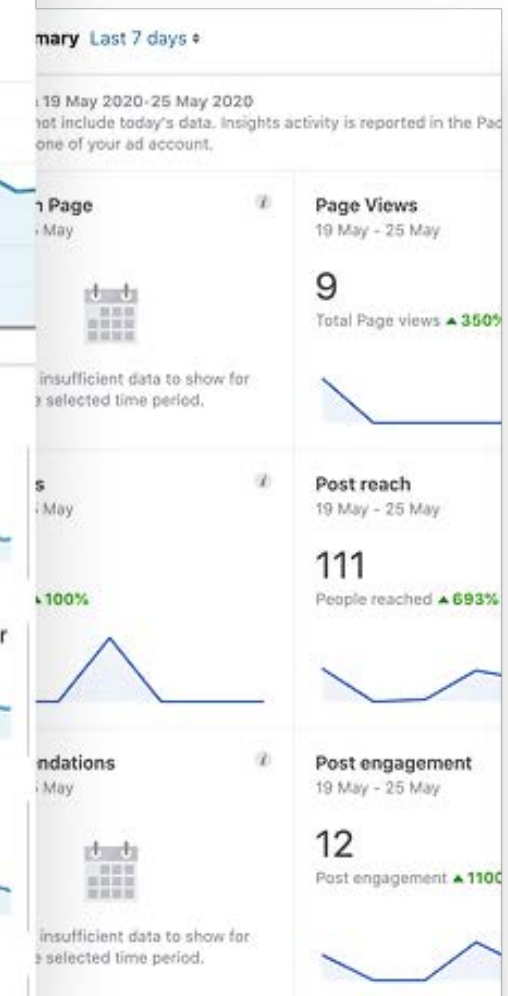 mary Last 7 days
19 May 2020-25 May 2020
not include today's data. Insights activity is reported in the Pac
one of your ad account.
n Page
May
insufficient data to show for
e selected time period.
Page Views
19 May - 25 May
9
Total Page views ▲ 350%
s
May
▲ 100%
Post reach
19 May - 25 May
111
People reached ▲ 693%
r
ndations
May
insufficient data to show for
e selected time period.
Post engagement
19 May - 25 May
12
Post engagement ▲ 1100